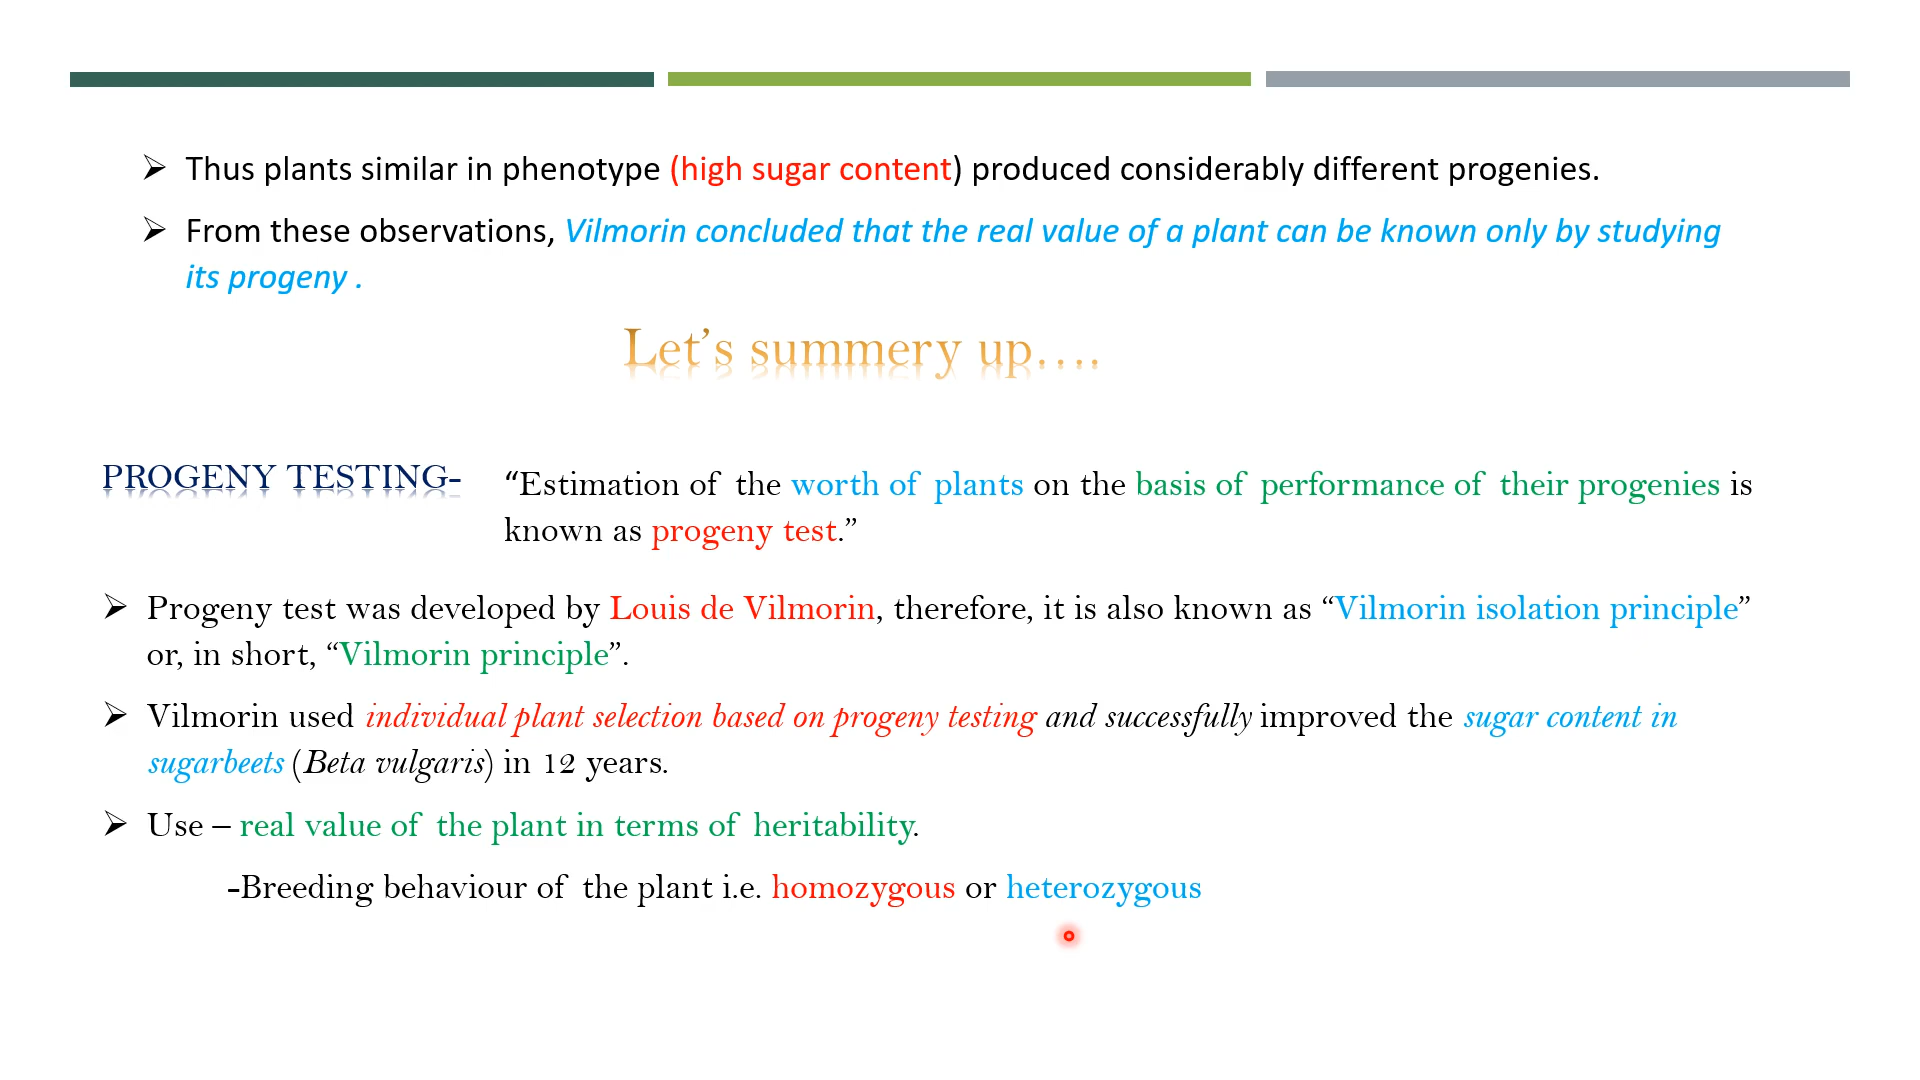 Thus plants similar in phenotype (high sugar content) produced considerably different progenies.
From these observations, Vilmorin concluded that the real value of a plant can be known only by studying
its progeny .
Let’s summery up….
PROGENY TESTING-
“Estimation of the worth of plants on the basis of performance of their progenies is
known as progeny test.”
Progeny test was developed by Louis de Vilmorin, therefore, it is also known as “Vilmorin isolation principle”
or, in short, “Vilmorin principle”.
Vilmorin used individual plant selection based on progeny testing and successfully improved the sugar content in
sugarbeets (Beta vulgaris) in 12 years.
Use – real value of the plant in terms of heritability.
-Breeding behaviour of the plant i.e. homozygous or heterozygous